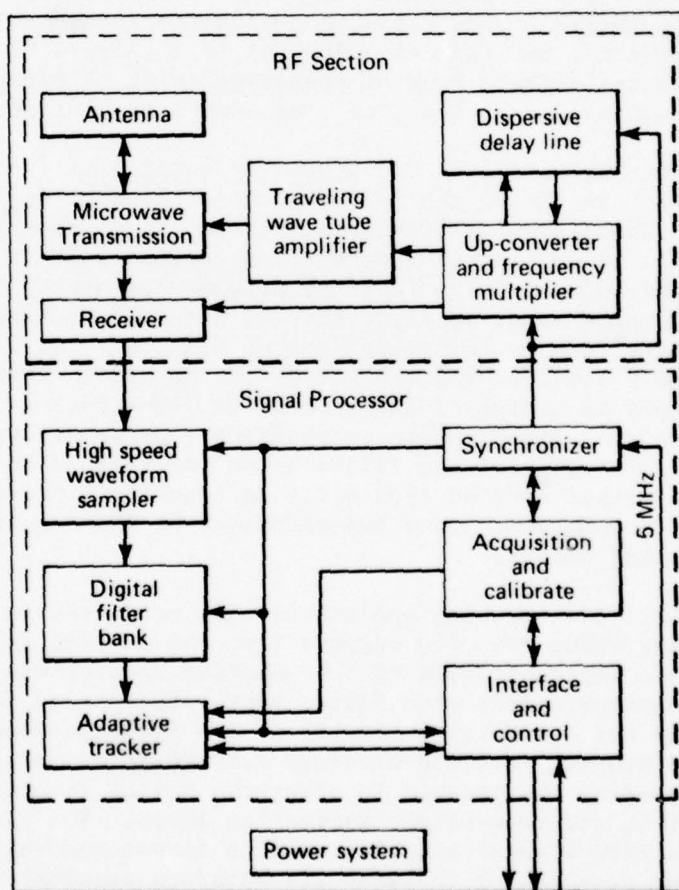 RF Section
Antenna
Dispersive
delay line
Traveling
wave tube
amplifier
Microwave
Transmission
Up-converter
and frequency
multiplier
Receiver
Signal Processor
High speed
waveform
sampler
Synchronizer
5 MHz
Acquisition
and
calibrate
Digital
filter
bank
Interface
and
control
Adaptive
tracker
Power system